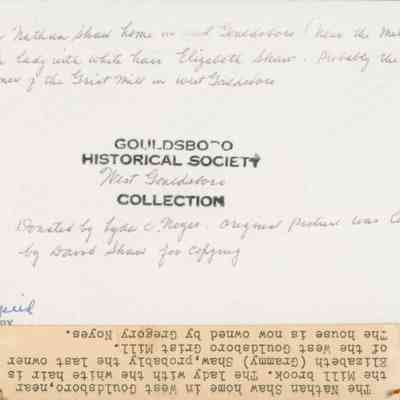 Nathan Shaw home in West Gouldsboro (Near the Mill
lady with white hair Elizabeth Shaw. Probably the
of the Grist Mill in West Gouldsboro
GOULDSBORO
HISTORICAL SOCIETY
West Gouldsboro
COLLECTION
Donated by Lyda C. Noyes. Original picture was
by David Shaw for copying
The Nathan Shaw home in West Gouldsboro,near,
the Mill brook. The lady with the white hair is
Elizabeth (Grammy) Shaw,probably the last owner
of the West Gouldsboro Grist Mill.
The house is now owned by Gregory Noyes.